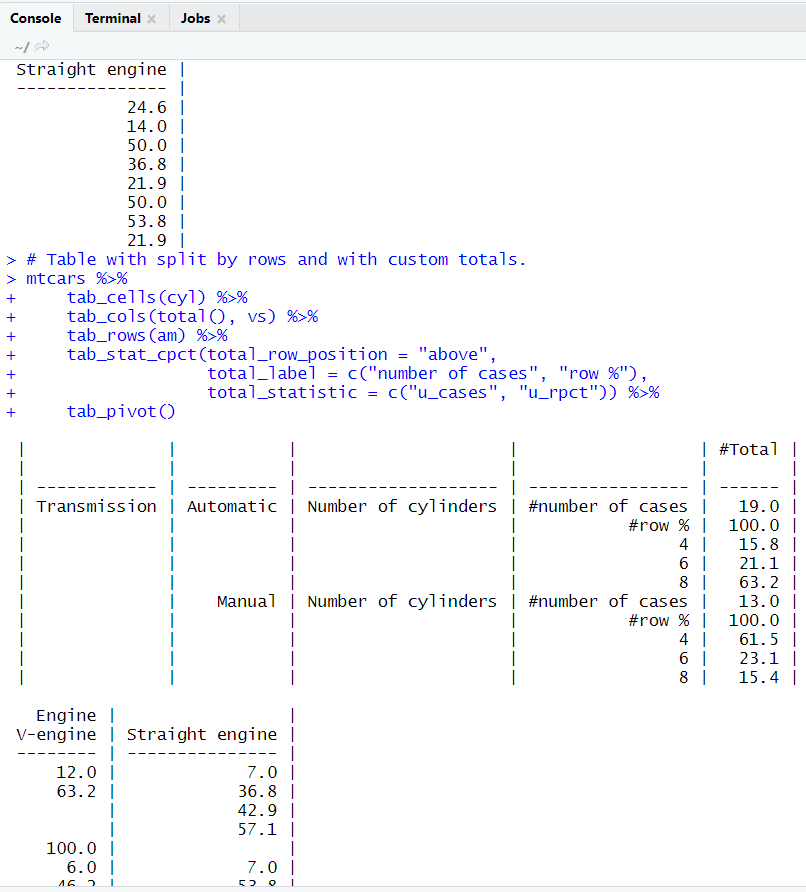 Console Terminal × Jobs ×
~/
Straight engine |
--------------- |
24.6 |
14.0 |
50.0 |
36.8 |
21.9 |
50.0 |
53.8 |
21.9 |
> # Table with split by rows and with custom totals.
> mtcars %>%
+     tab_cells(cyl) %>%
+     tab_cols(total(), vs) %>%
+     tab_rows(am) %>%
+     tab_stat_cpct(total_row_position = "above",
+                   total_label = c("number of cases", "row %"),
+                   total_statistic = c("u_cases", "u_rpct")) %>%
+     tab_pivot()
|              |           |                     |                  | #Total |
|              |           |                     |                  |        |
| ------------ | --------- | ------------------- | ---------------- | ------ |
| Transmission | Automatic | Number of cylinders | #number of cases |   19.0 |
|              |           |                     |           #row % |  100.0 |
|              |           |                     |                4 |   15.8 |
|              |           |                     |                6 |   21.1 |
|              |           |                     |                8 |   63.2 |
|              |    Manual | Number of cylinders | #number of cases |   13.0 |
|              |           |                     |           #row % |  100.0 |
|              |           |                     |                4 |   61.5 |
|              |           |                     |                6 |   23.1 |
|              |           |                     |                8 |   15.4 |
Engine |                 |
V-engine | Straight engine |
-------- | --------------- |
12.0 |             7.0 |
63.2 |            36.8 |
|            42.9 |
|            57.1 |
100.0 |                 |
6.0 |             7.0 |
46.2 |            53.8 |